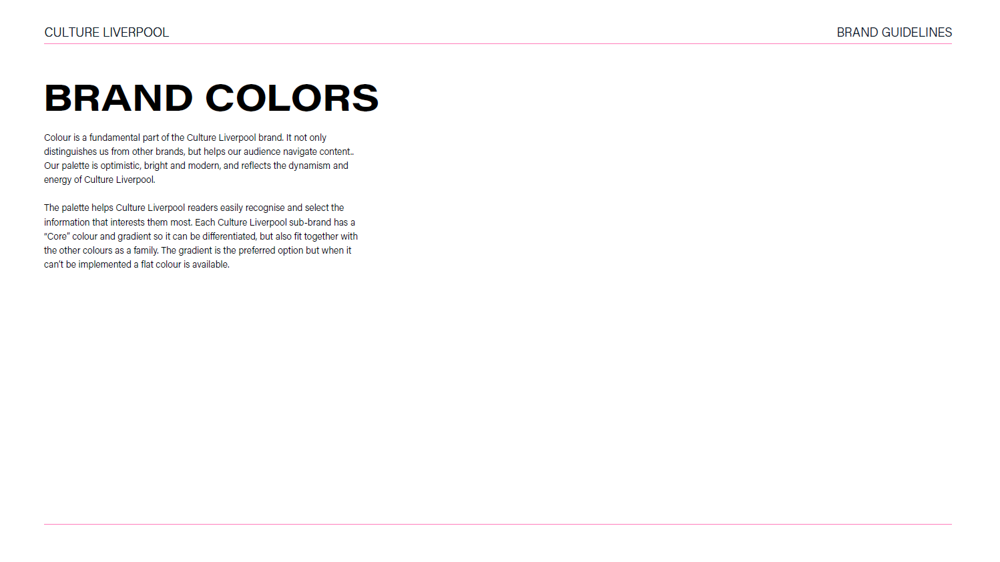 CULTURE LIVERPOOL
BRAND GUIDELINES
BRAND COLORS
Colour is a fundamental part of the Culture Liverpool brand. It not only
distinguishes us from other brands, but helps our audience navigate content..
Our palette is optimistic, bright and modern, and reflects the dynamism and
energy of Culture Liverpool.
The palette helps Culture Liverpool readers easily recognise and select the
information that interests them most. Each Culture Liverpool sub-brand has a
“Core” colour and gradient so it can be differentiated, but also fit together with
the other colours as a family. The gradient is the preferred option but when it
can’t be implemented a flat colour is available.